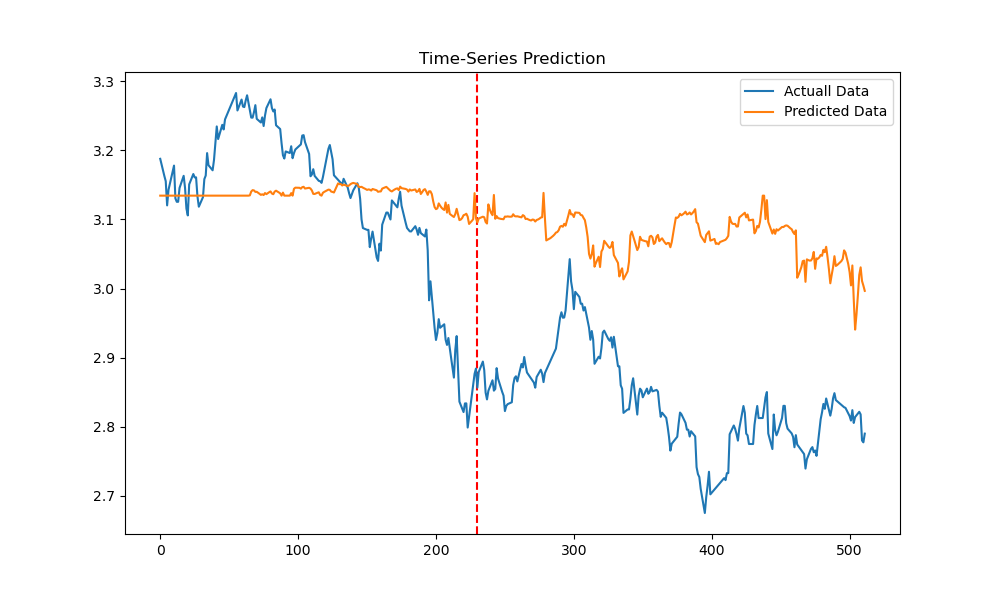 Time-Series Prediction
Actuall Data
Predicted Data
3.3
3.2
3.1
3.0
2.9
2.8
2.7
0 100 200 300 400 500